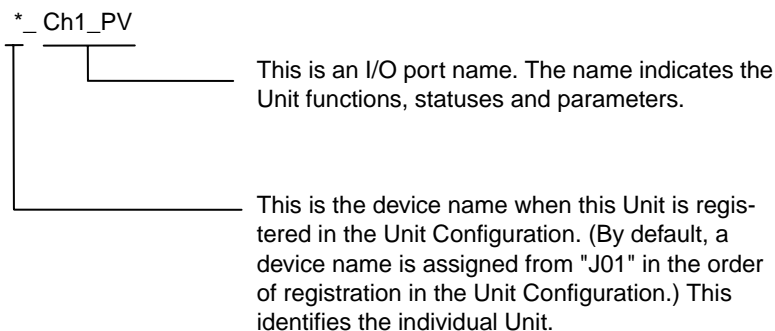 *_ Ch1_PV
This is an I/O port name. The name indicates the
Unit functions, statuses and parameters.
This is the device name when this Unit is regis-
tered in the Unit Configuration. (By default, a
device name is assigned from "J01" in the order
of registration in the Unit Configuration.) This
identifies the individual Unit.